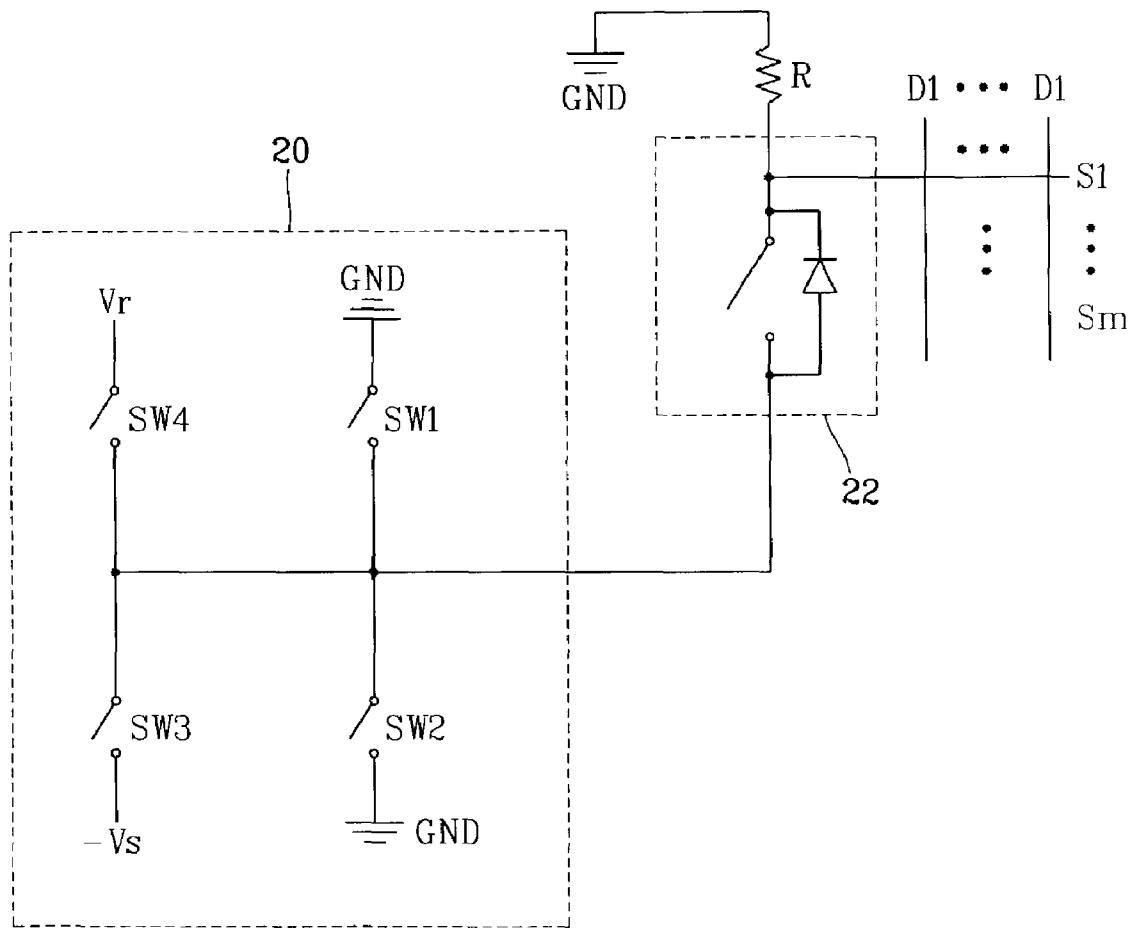 R
GND
D1 ••• D1
•••
S1
20
GND
Vr
Sm
SW4
SW1
22
SW3
SW2
-Vs
GND